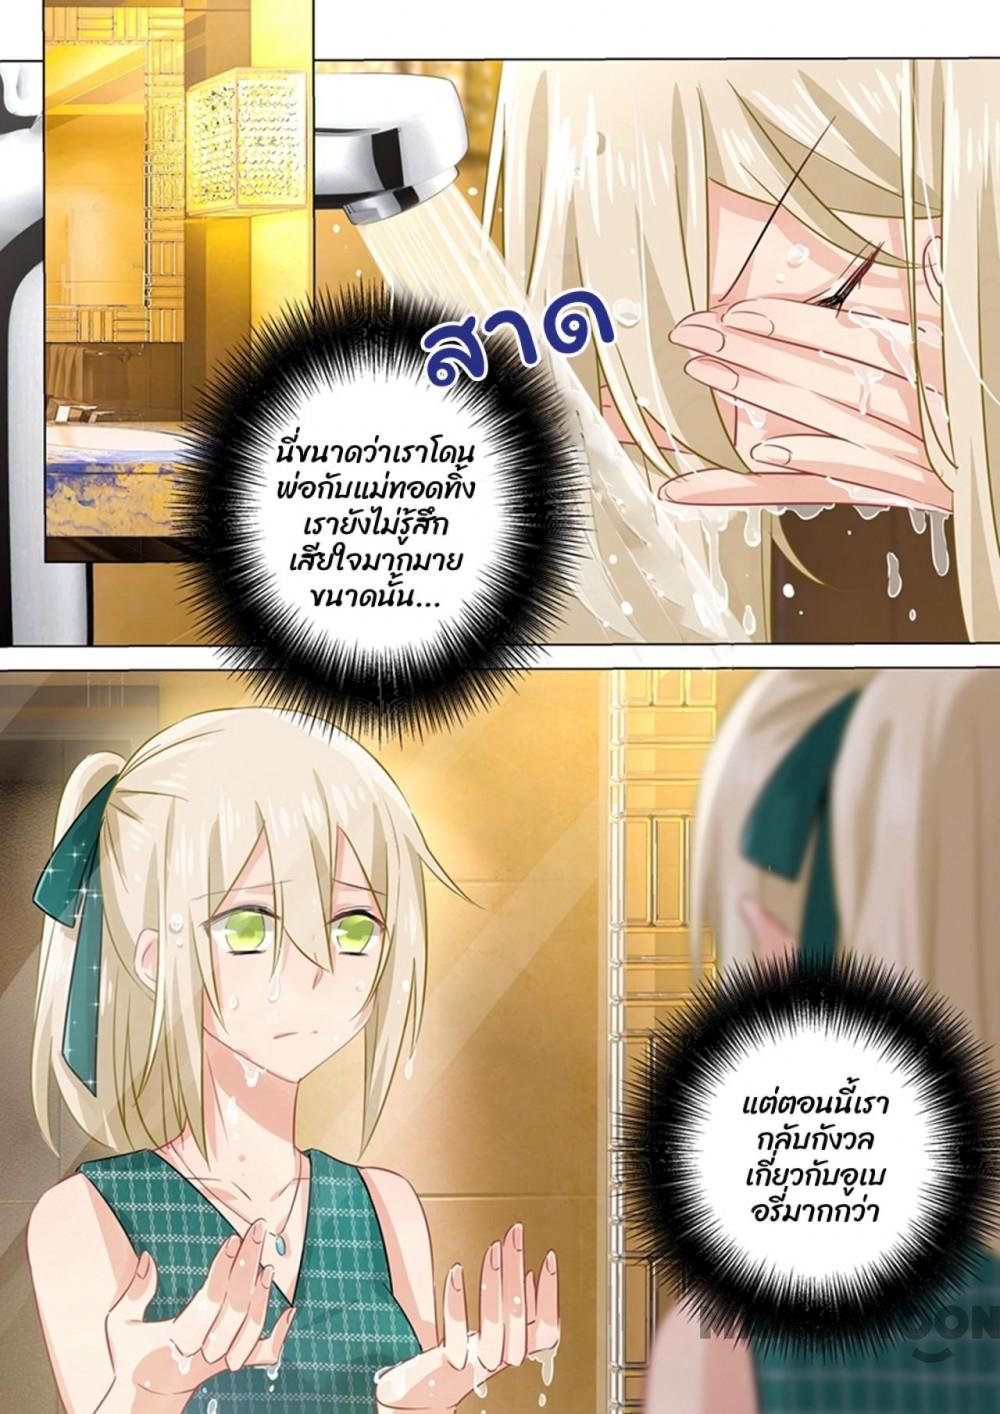 สาด
นี่ขนาดว่าเราโดน
พ่อกับแม่ทอดทิ้ง
เรายังไม่รู้สึก
เสียใจมากมาย
ขนาดนั้น...
แต่ตอนนี้เรา
กลับกังวล
เกี่ยวกับอูเบ
อรี่มากกว่า